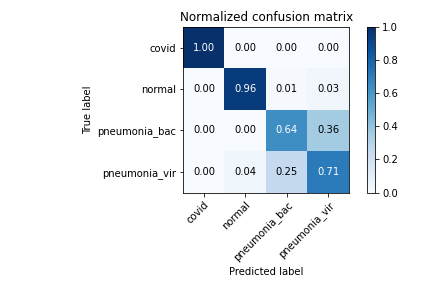 Normalized confusion matrix
covid 1.00 0.00 0.00 0.00
normal 0.00 0.96 0.01 0.03
pneumonia_bac 0.00 0.00 0.64 0.36
pneumonia_vir 0.00 0.04 0.25 0.71
True label
covid normal pneumonia_bac pneumonia_vir
Predicted label
1.0
0.8
0.6
0.4
0.2
0.0